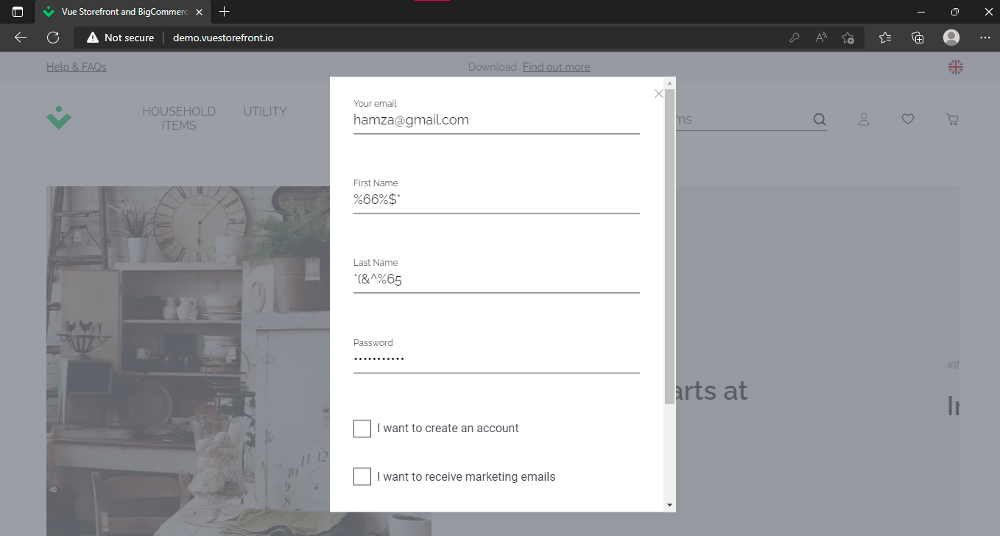 Vue Storefront and BigCommerc
Not secure
demo.vuestorefront.io
Help & FAQs
Download Find out more
HOUSEHOLD
ITEMS
UTILITY
Your email
hamza@gmail.com
First Name
%66%$*
Last Name
*(&^%65
Password
•••••••••••
I want to create an account
I want to receive marketing emails
arts at